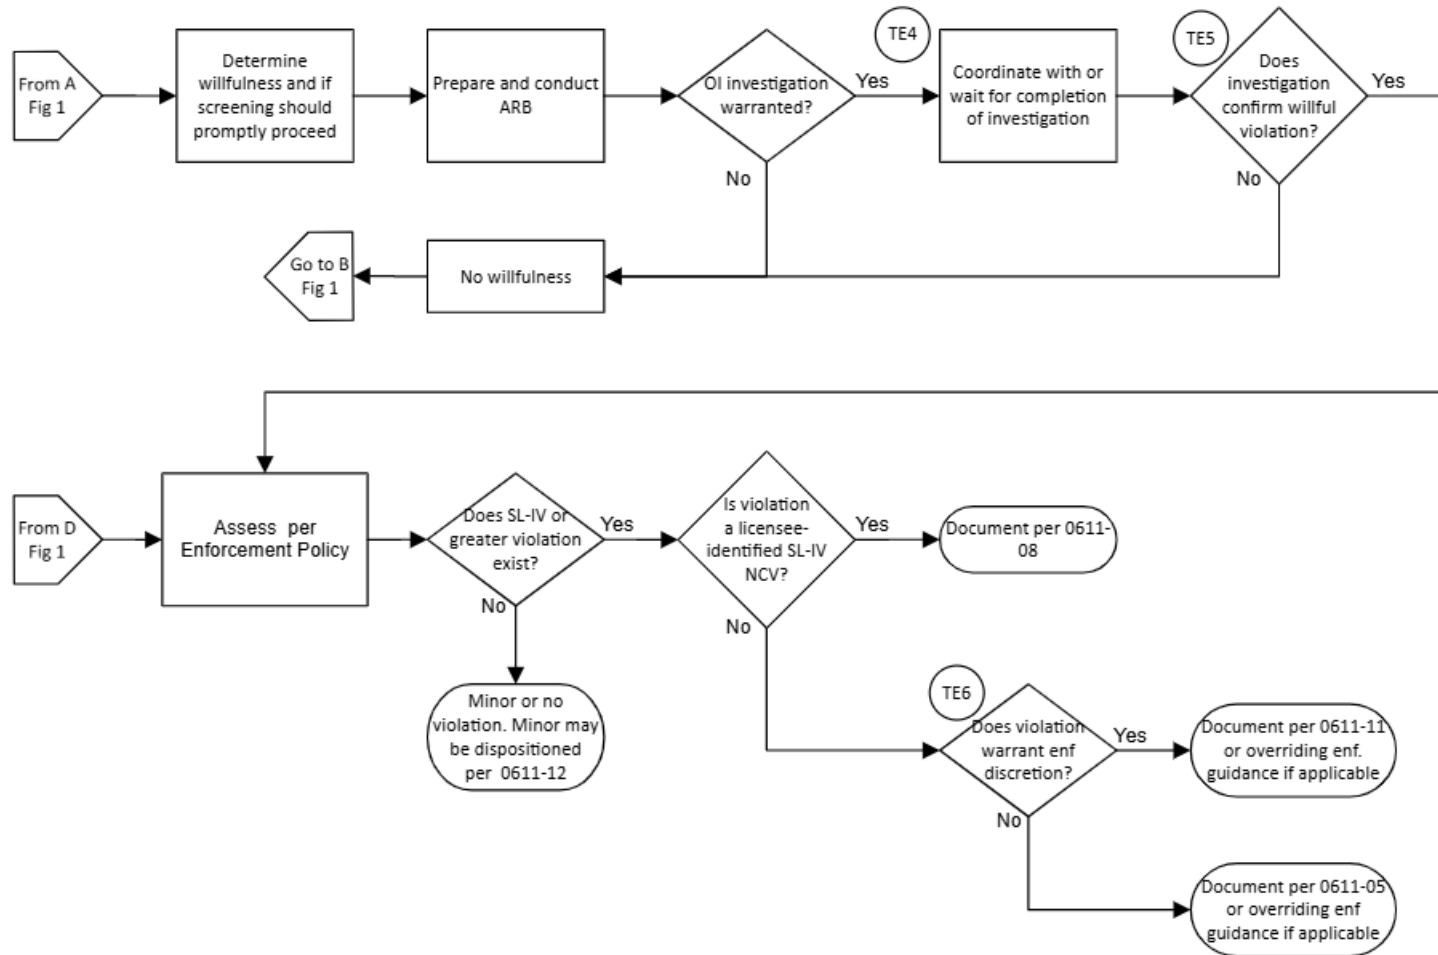 From A
Fig 1
Determine
willfulness and if
screening should
promptly proceed
Prepare and conduct
ARB
OI investigation
warranted?
Yes
No
TE4
Coordinate with or
wait for completion
of investigation
TE5
Does
investigation
confirm willful
violation?
Yes
No
Go to B
Fig 1
No willfulness
From D
Fig 1
Assess per
Enforcement Policy
Does SL-IV or
greater violation
exist?
Yes
No
Minor or no
violation. Minor may
be dispositioned
per 0611-12
Is violation
a licensee-
identified SL-IV
NCV?
Yes
No
Document per 0611-
08
TE6
Does violation
warrant enf
discretion?
Yes
No
Document per 0611-11
or overriding enf.
guidance if applicable
Document per 0611-05
or overriding enf
guidance if applicable